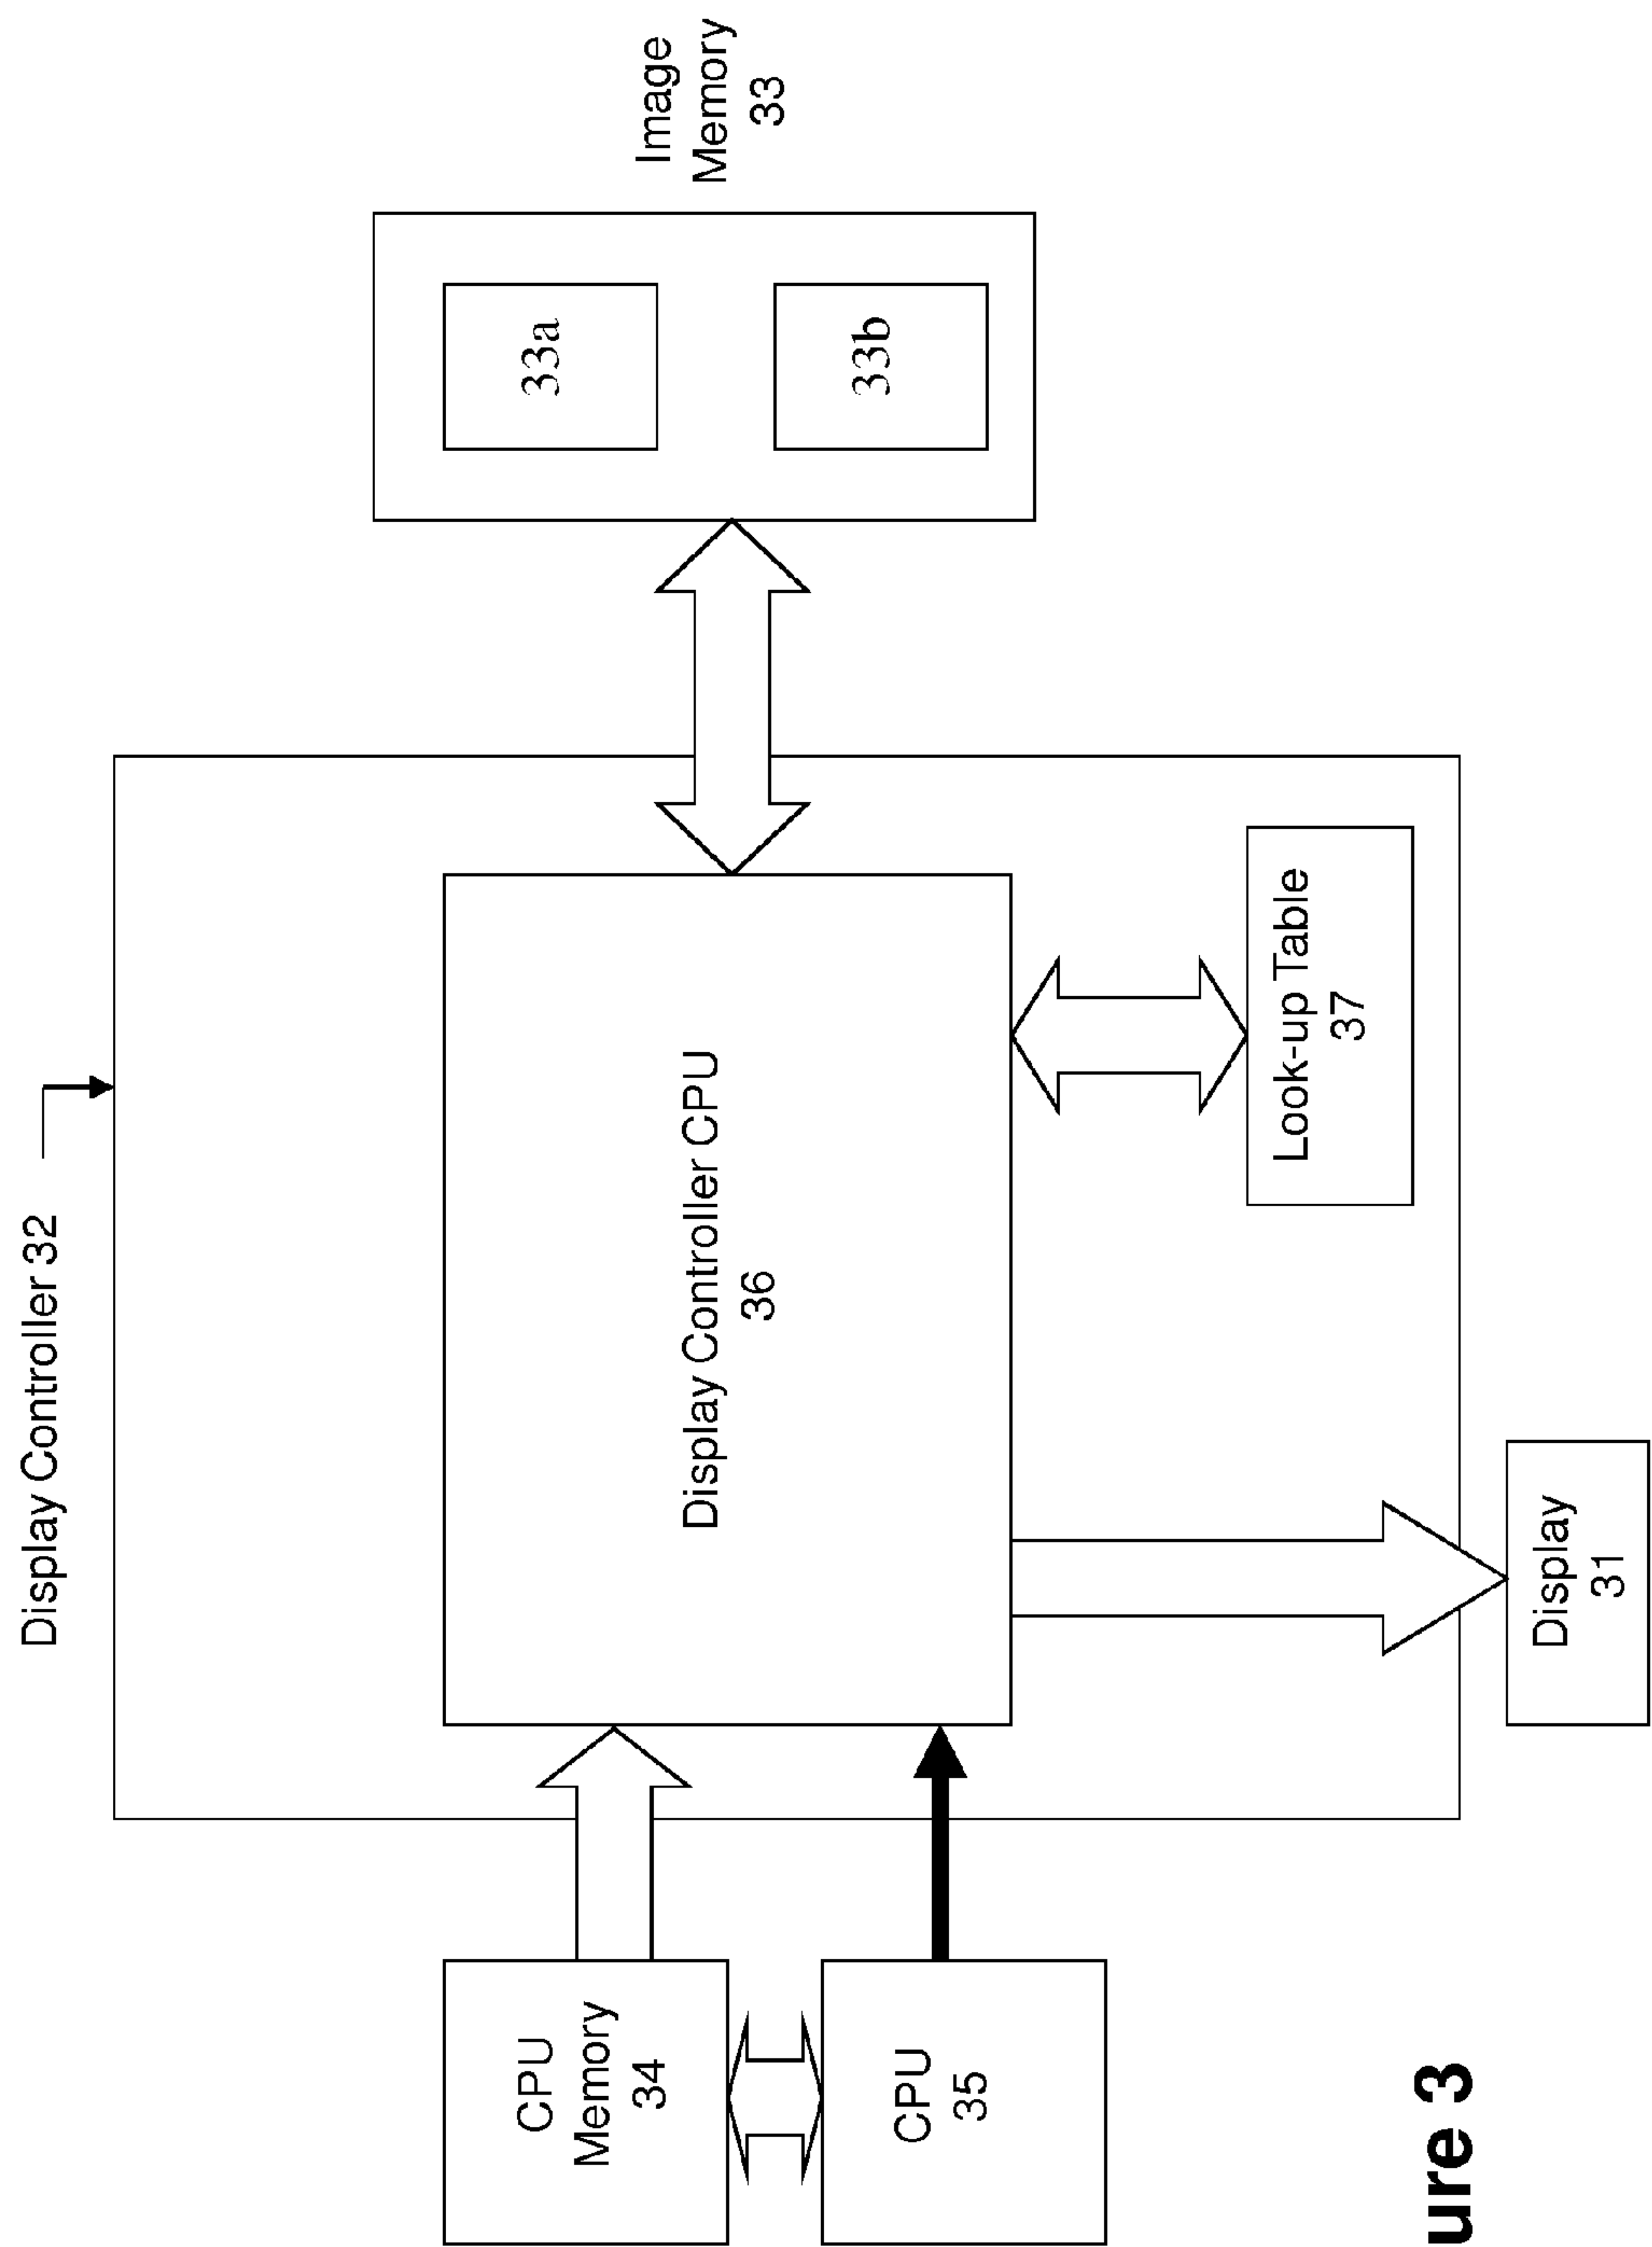 Display Controller 32
Image
Memory
33
33a
33b
Display Controller CPU
36
Look-up Table
37
CPU
Memory
34
CPU
35
Display
31
ure 3